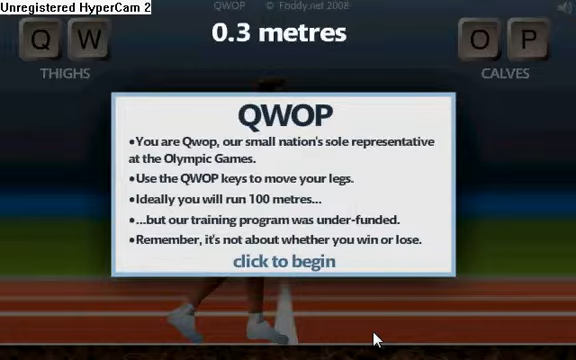 Unregistered HyperCam 2
QWOP © Foddy.net 2008
0.3 metres
Q W O P
THIGHS CALVES
QWOP
•You are Qwop, our small nation's sole representative
at the Olympic Games.
•Use the QWOP keys to move your legs.
•Ideally you will run 100 metres...
•...but our training program was under-funded.
•Remember, it's not about whether you win or lose.
click to begin